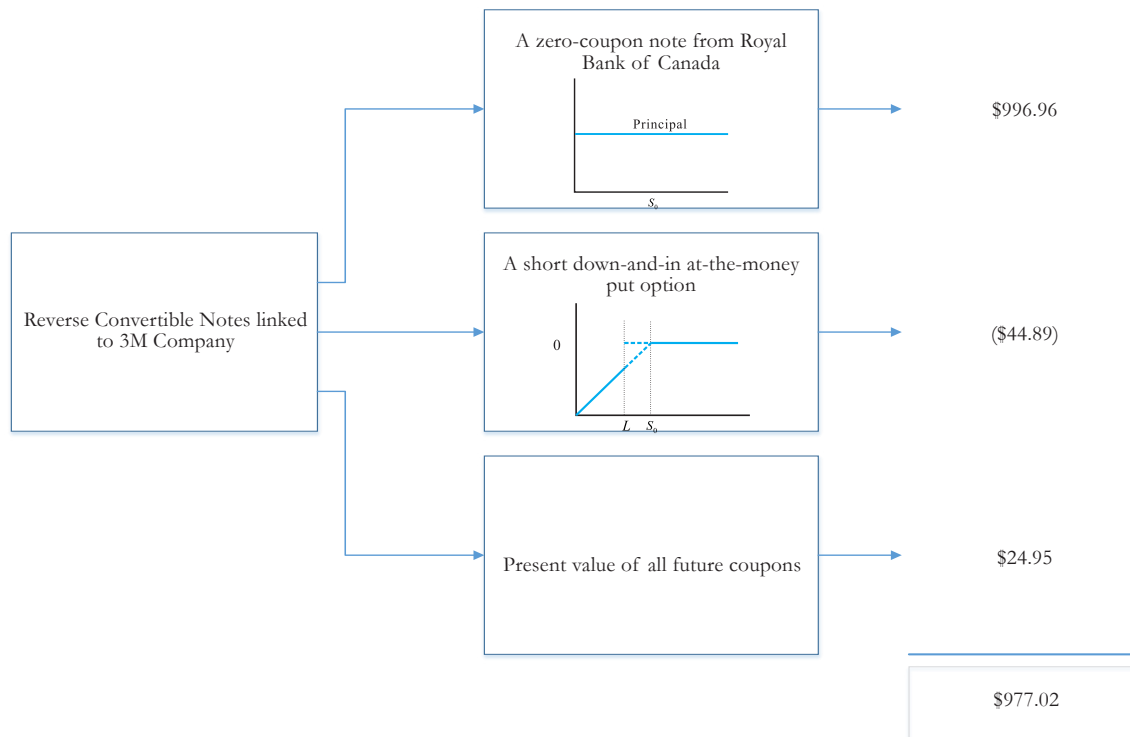 A zero-coupon note from Royal
Bank of Canada
Principal
S₀
$996.96
Reverse Convertible Notes linked
to 3M Company
A short down-and-in at-the-money
put option
0
L S₀
($44.89)
Present value of all future coupons
$24.95
$977.02